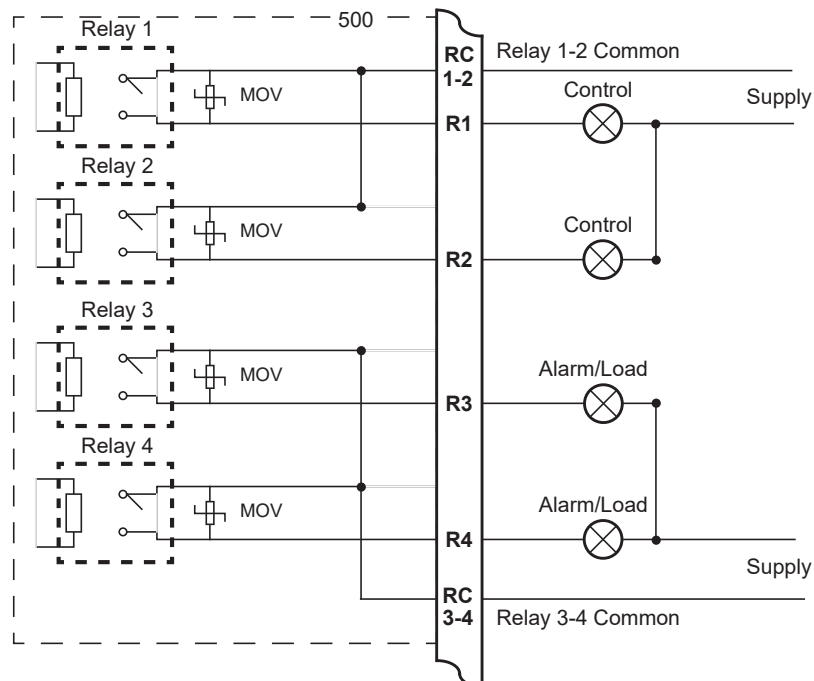 500
Relay 1
RC
1-2
Relay 1-2 Common
MOV
Control
Supply
R1
Relay 2
MOV
Control
R2
Relay 3
MOV
Alarm/Load
R3
Relay 4
MOV
Alarm/Load
R4
Supply
RC
3-4
Relay 3-4 Common